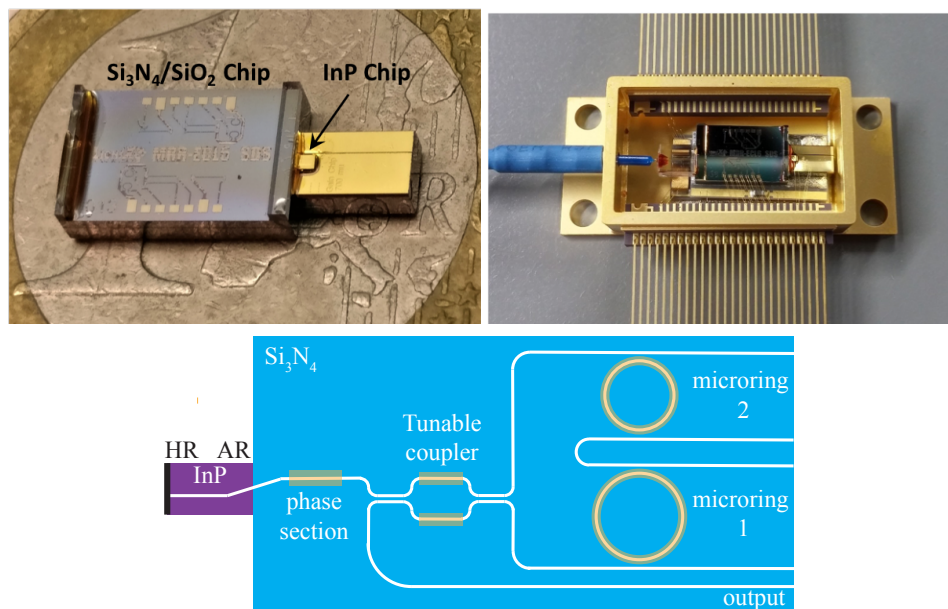 Si₃N₄/SiO₂ Chip
InP Chip
Si₃N₄
microring
2
Tunable
coupler
HR AR
InP
phase
section
microring
1
output